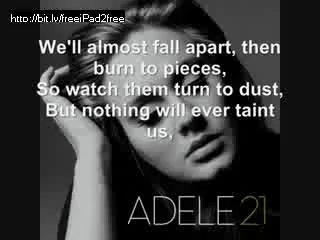 http://bit.lv/freeiPad2free
We'll almost fall apart, then
burn to pieces,
So watch them turn to dust,
But nothing will ever taint
us,
ADELE 21